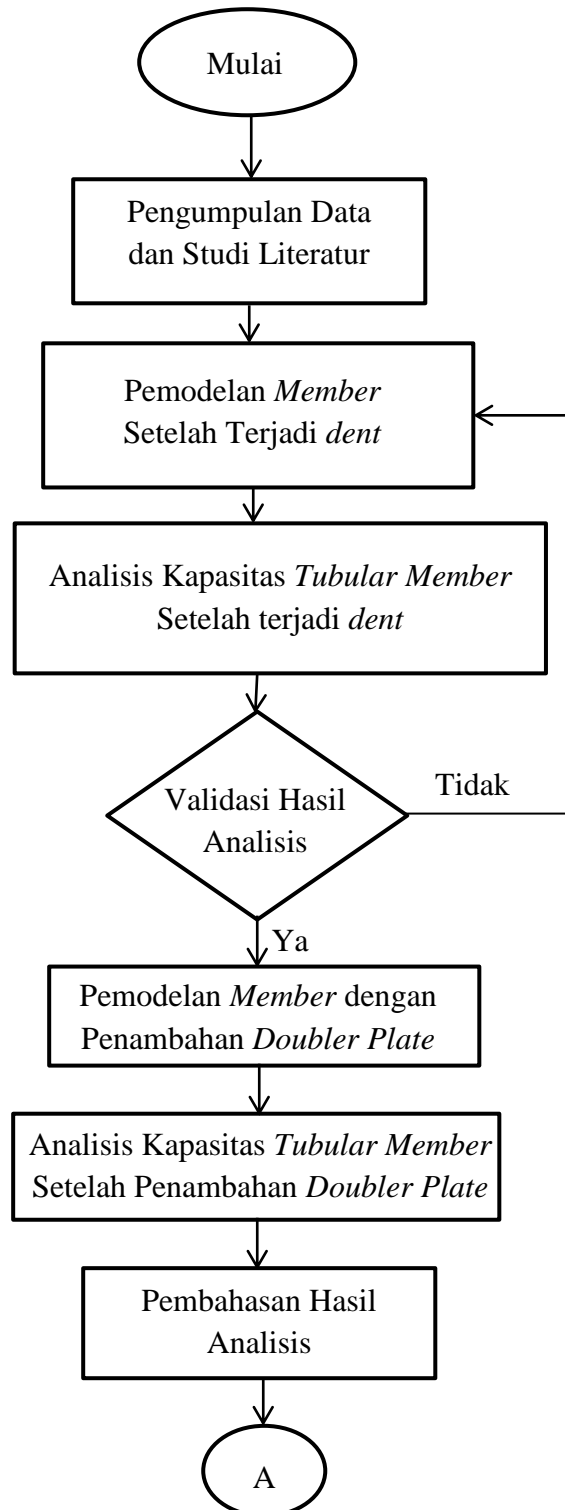 Mulai
Pengumpulan Data
dan Studi Literatur
Pemodelan Member
Setelah Terjadi dent
Analisis Kapasitas Tubular Member
Setelah terjadi dent
Validasi Hasil
Analisis
Tidak
Ya
Pemodelan Member dengan
Penambahan Doubler Plate
Analisis Kapasitas Tubular Member
Setelah Penambahan Doubler Plate
Pembahasan Hasil
Analisis
A